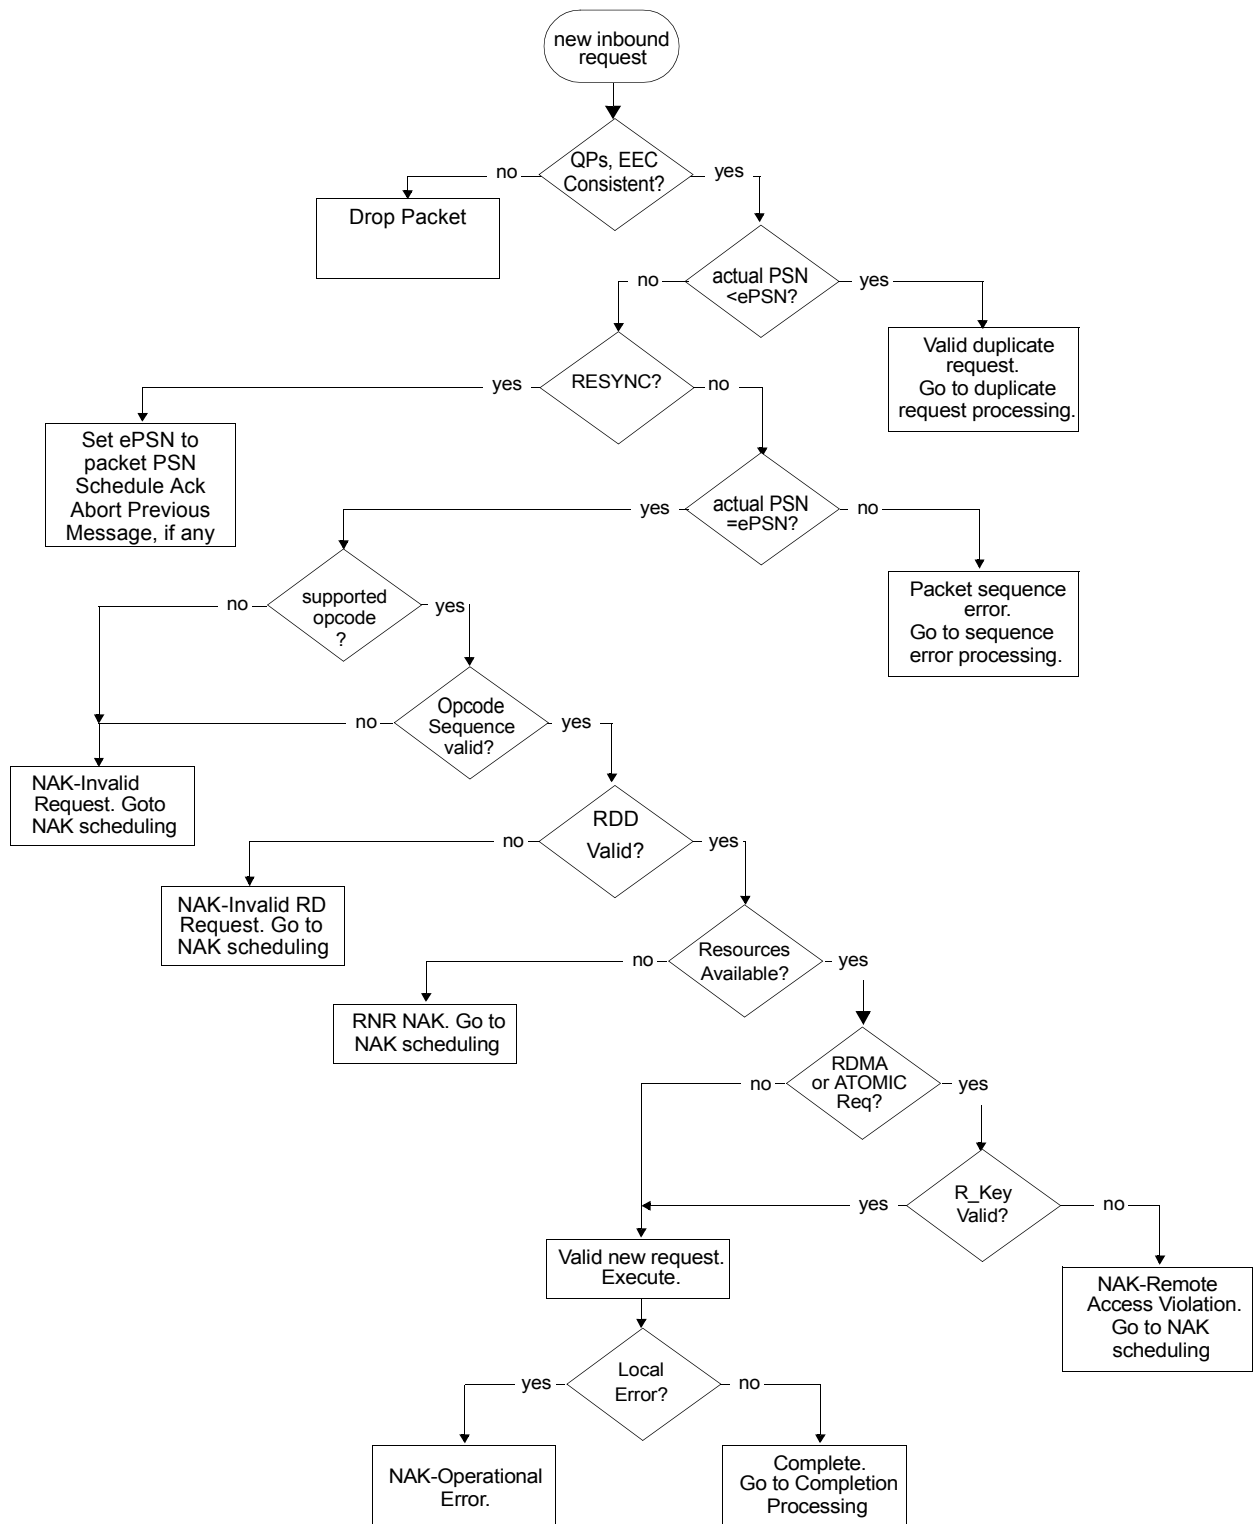 new inbound
request
QPs, EEC
Consistent?
no
yes
Drop Packet
actual PSN
<ePSN?
no
yes
Valid duplicate
request.
Go to duplicate
request processing.
RESYNC?
yes
no
Set ePSN to
packet PSN
Schedule Ack
Abort Previous
Message, if any
actual PSN
=ePSN?
yes
no
Packet sequence
error.
Go to sequence
error processing.
supported
opcode
?
no
yes
Opcode
Sequence
valid?
no
yes
NAK-Invalid
Request. Goto
NAK scheduling
RDD
Valid?
no
yes
NAK-Invalid RD
Request. Go to
NAK scheduling
Resources
Available?
no
yes
RNR NAK. Go to
NAK scheduling
RDMA
or ATOMIC
Req?
no
yes
R_Key
Valid?
yes
no
Valid new request.
Execute.
NAK-Remote
Access Violation.
Go to NAK
scheduling
Local
Error?
yes
no
NAK-Operational
Error.
Complete.
Go to Completion
Processing